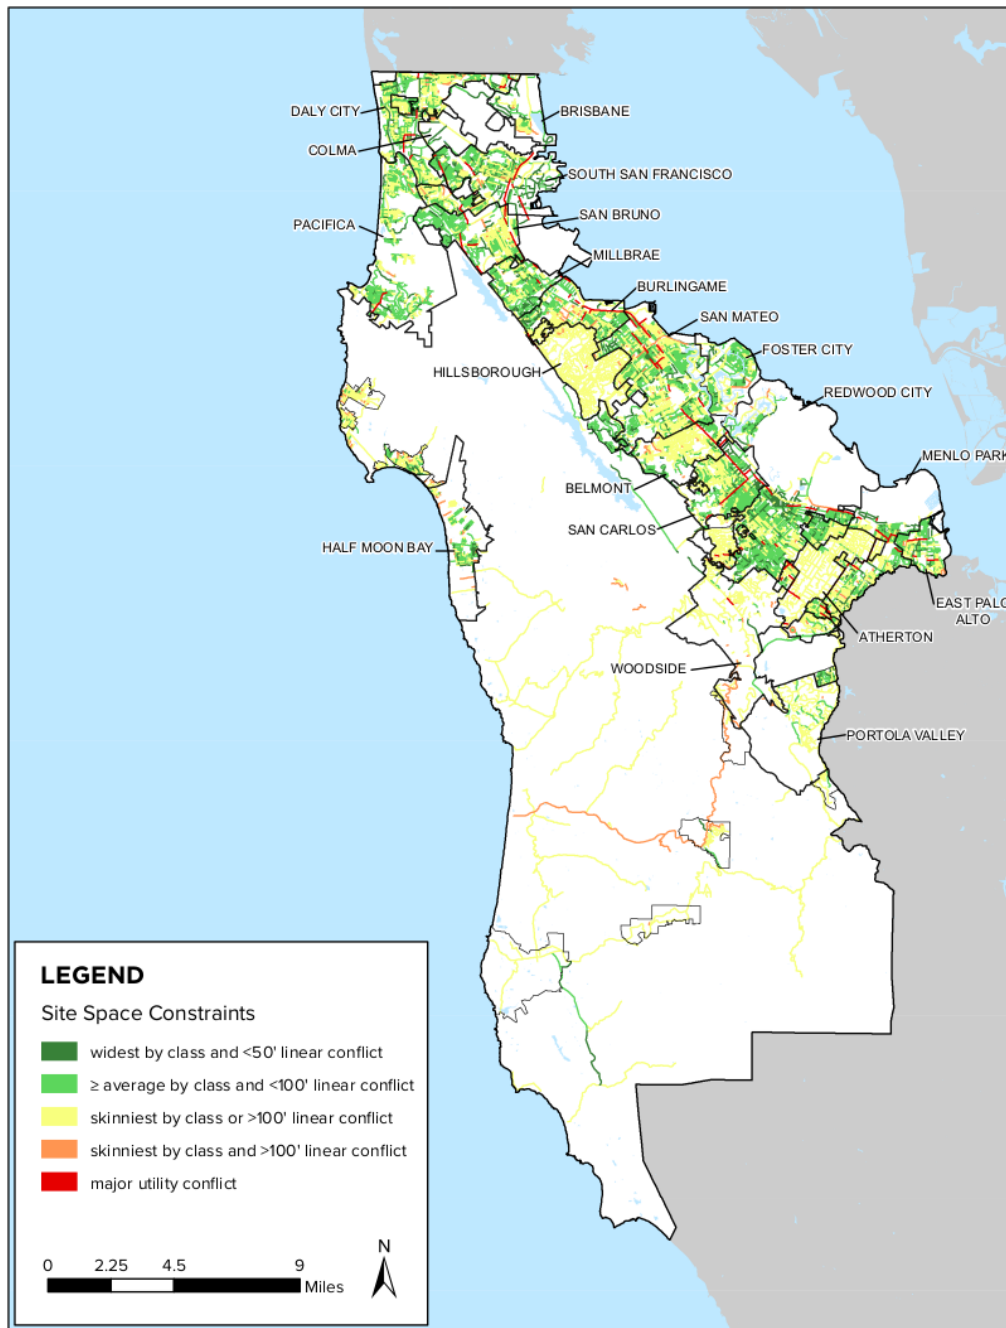 DALY CITY
BRISBANE
COLMA
SOUTH SAN FRANCISCO
SAN BRUNO
PACIFICA
MILLBRAE
BURLINGAME
SAN MATEO
FOSTER CITY
HILLSBOROUGH
REDWOOD CITY
MENLO PARK
BELMONT
SAN CARLOS
HALF MOON BAY
EAST PALO
ALTO
ATHERTON
WOODSIDE
PORTOLA VALLEY
LEGEND
Site Space Constraints
widest by class and <50' linear conflict
≥ average by class and <100' linear conflict
skinniest by class or >100' linear conflict
skinniest by class and >100' linear conflict
major utility conflict
N
0 2.25 4.5 9
Miles